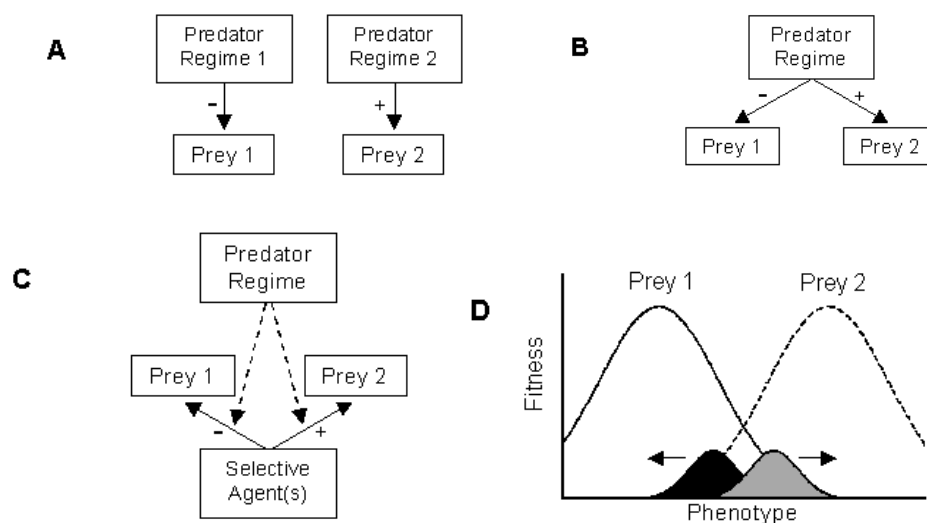 A
Predator
Regime 1
Predator
Regime 2
-
+
Prey 1
Prey 2
B
Predator
Regime
-
+
Prey 1
Prey 2
C
Predator
Regime
Prey 1
Prey 2
-
+
Selective
Agent(s)
D
Prey 1
Prey 2
Fitness
Phenotype